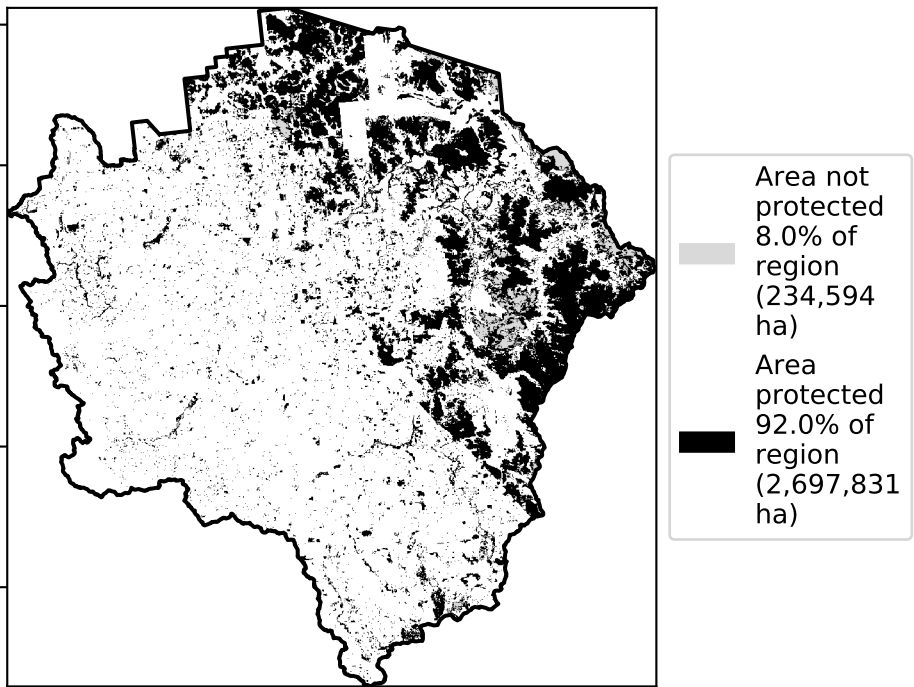 Area not
protected
8.0% of
region
(234,594
ha)
Area
protected
92.0% of
region
(2,697,831
ha)